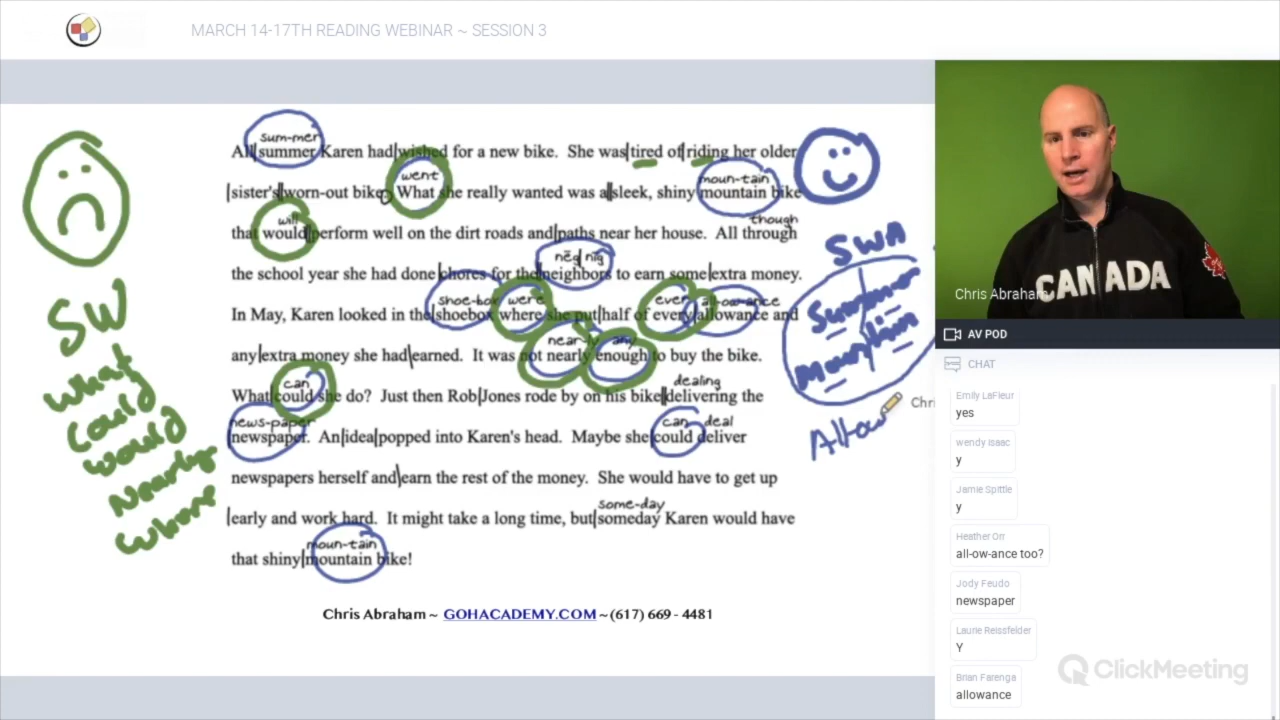 MARCH 14-17TH READING WEBINAR ~ SESSION 3
sum-mer
All summer Karen had wished for a new bike. She was tired of riding her older
went
moun-tain
sister's worn-out bike. What she really wanted was a sleek, shiny mountain bike
will
though
that would perform well on the dirt roads and paths near her house. All through
nēg nīg
the school year she had done chores for the neighbors to earn some extra money.
shoe-box were ever all-ow-ance
In May, Karen looked in the shoebox where she put half of every allowance and
near-ly any
any extra money she had earned. It was not nearly enough to buy the bike.
can
dealing
What could she do? Just then Rob Jones rode by on his bike delivering the
news-paper
can deal
newspaper. An idea popped into Karen's head. Maybe she could deliver
newspapers herself and earn the rest of the money. She would have to get up
some-day
early and work hard. It might take a long time, but someday Karen would have
moun-tain
that shiny mountain bike!
Chris Abraham ~ GOHACADEMY.COM ~ (617) 669 - 4481
SW
What
Could
Would
Nearly
Where
SWA
Summer
Mountain
Allow
Chri
CANADA
Chris Abraham
AV POD
CHAT
Emily LaFleur
yes
wendy isaac
y
Jamie Spittle
y
Heather Orr
all-ow-ance too?
Jody Feudo
newspaper
Laurie Reissfelder
Y
Brian Farenga
allowance
ClickMeeting